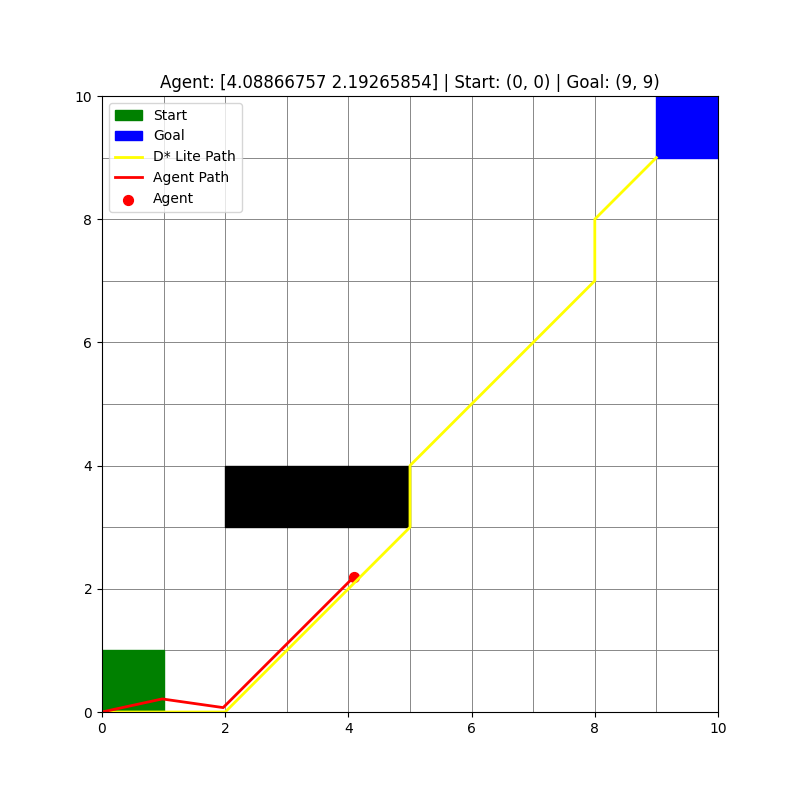 Agent: [4.08866757 2.19265854] | Start: (0, 0) | Goal: (9, 9)
Start
Goal
D* Lite Path
Agent Path
Agent
10
8
6
4
2
0
0 2 4 6 8 10